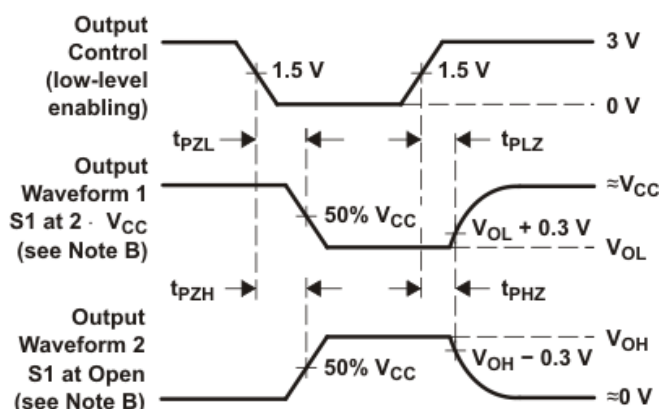 Output
Control
(low-level
enabling)
1.5 V
1.5 V
3 V
0 V
tPZL
tPLZ
Output
Waveform 1
S1 at 2 · VCC
(see Note B)
50% VCC
VOL + 0.3 V
≈VCC
VOL
tPZH
tPHZ
Output
Waveform 2
S1 at Open
(see Note B)
50% VCC
VOH − 0.3 V
VOH
≈0 V